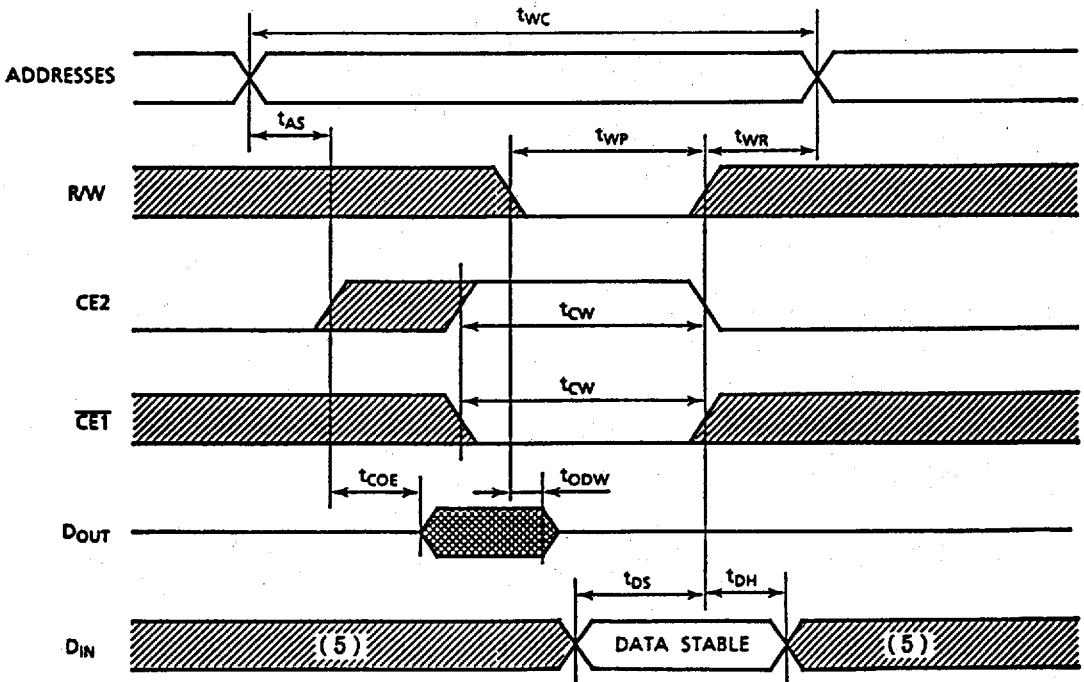 tWC
ADDRESSES
tAS
tWP
tWR
R/W
CE2
tCW
tCW
CE1
tCOE
tODW
DOUT
tDS
tDH
DIN
(5)
DATA STABLE
(5)